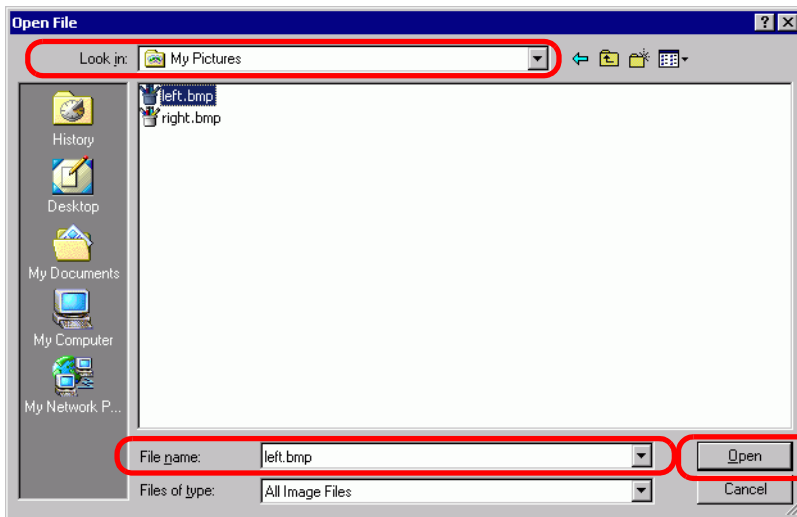 Open File
Look in: My Pictures
left.bmp
right.bmp
History
Desktop
My Documents
My Computer
My Network P...
File name: left.bmp Open
Files of type: All Image Files Cancel